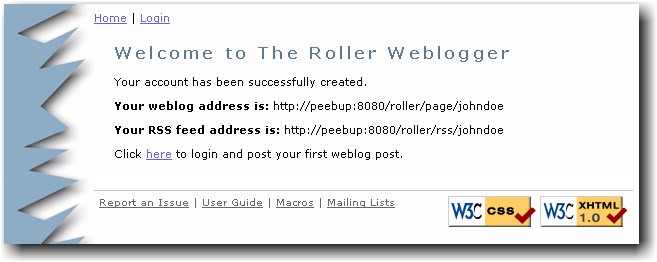 Home | Login
Welcome to The Roller Weblogger
Your account has been successfully created.
Your weblog address is: http://peebup:8080/roller/page/johndoe
Your RSS feed address is: http://peebup:8080/roller/rss/johndoe
Click here to login and post your first weblog post.
Report an Issue | User Guide | Macros | Mailing Lists
W3C css
W3C XHTML 1.0